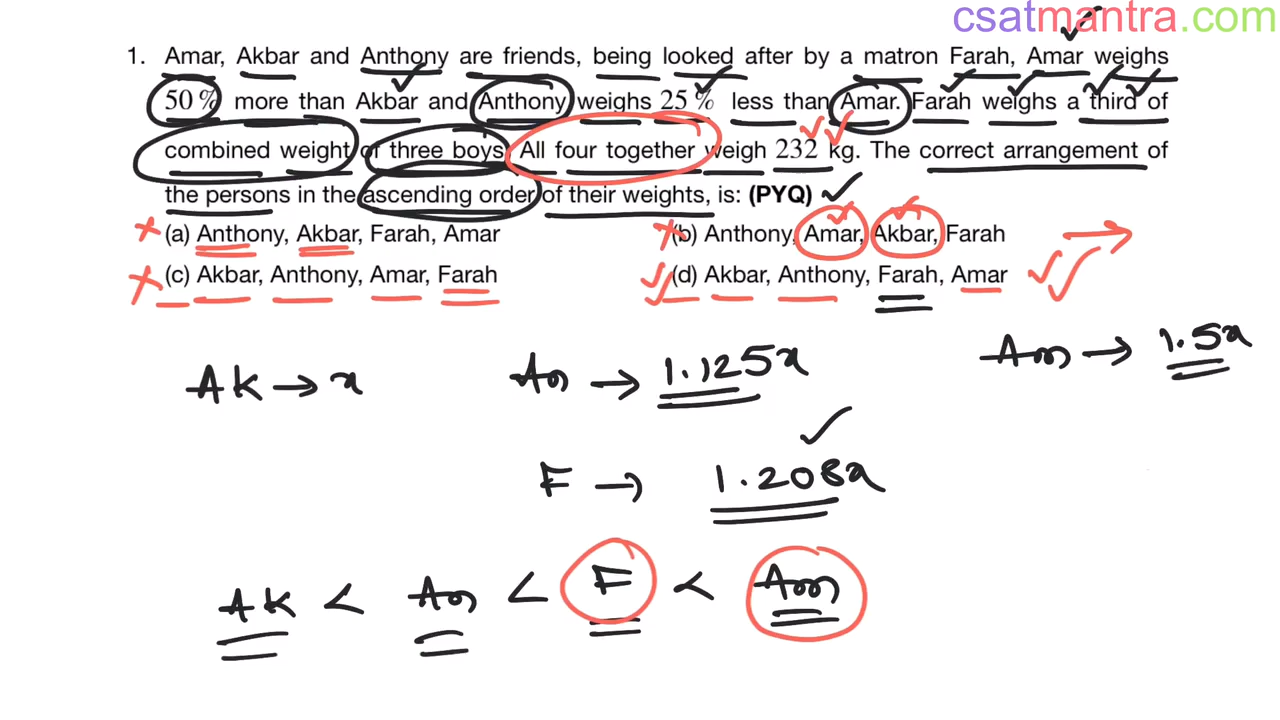 csatmantra.com
1. Amar, Akbar and Anthony are friends, being looked after by a matron Farah, Amar weighs
50 % more than Akbar and Anthony weighs 25 % less than Amar. Farah weighs a third of
combined weight of three boys. All four together weigh 232 kg. The correct arrangement of
the persons in the ascending order of their weights, is: (PYQ)
(a) Anthony, Akbar, Farah, Amar (b) Anthony, Amar, Akbar, Farah
(c) Akbar, Anthony, Amar, Farah (d) Akbar, Anthony, Farah, Amar
Ak → x An → 1.125x Am → 1.5x
F → 1.208x
Ak < An < F < Am